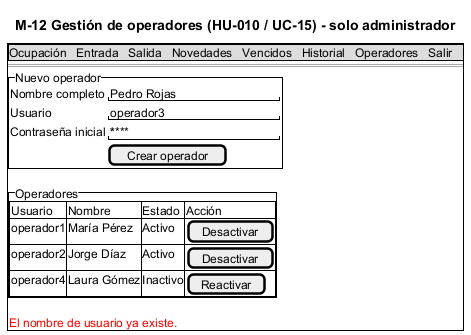 M-12 Gestión de operadores (HU-010 / UC-15) - solo administrador
Ocupación Entrada Salida Novedades Vencidos Historial Operadores Salir
Nuevo operador
Nombre completo Pedro Rojas
Usuario operador3
Contraseña inicial ****
Crear operador
Operadores
Usuario Nombre Estado Acción
operador1 María Pérez Activo Desactivar
operador2 Jorge Díaz Activo Desactivar
operador4 Laura Gómez Inactivo Reactivar
El nombre de usuario ya existe.